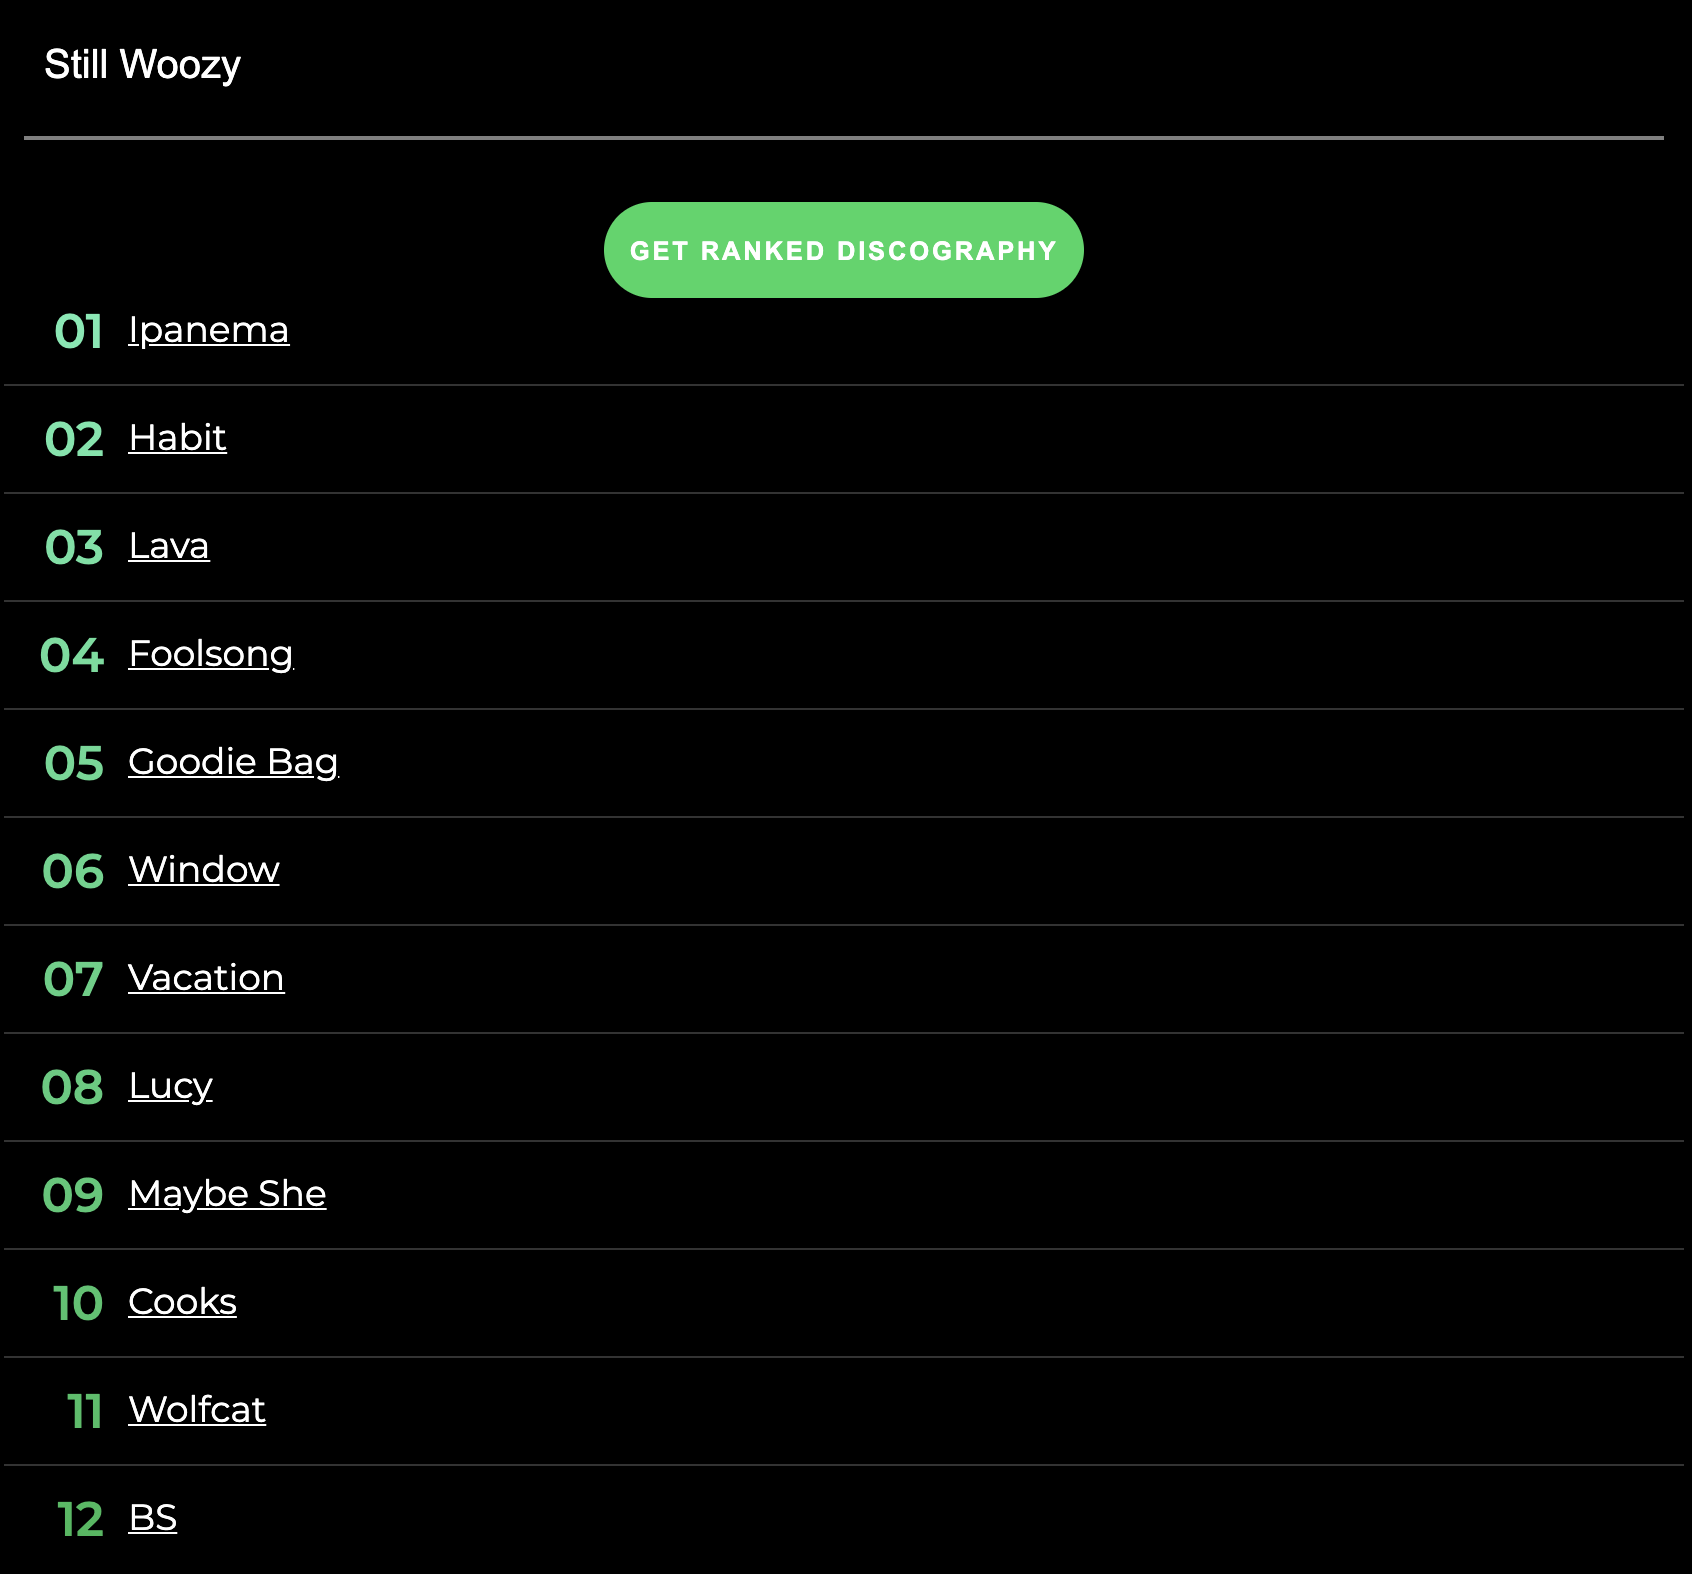 Still Woozy
GET RANKED DISCOGRAPHY
01 Ipanema
02 Habit
03 Lava
04 Foolsong
05 Goodie Bag
06 Window
07 Vacation
08 Lucy
09 Maybe She
10 Cooks
11 Wolfcat
12 BS